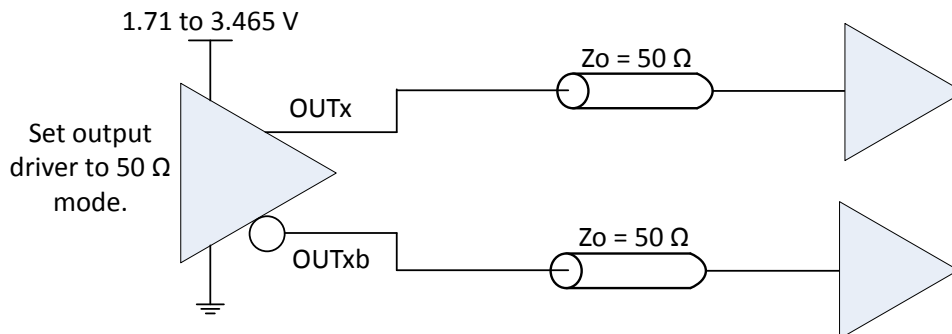 1.71 to 3.465 V
Zo = 50 Ω
OUTx
Set output
driver to 50 Ω
mode.
Zo = 50 Ω
OUTxb